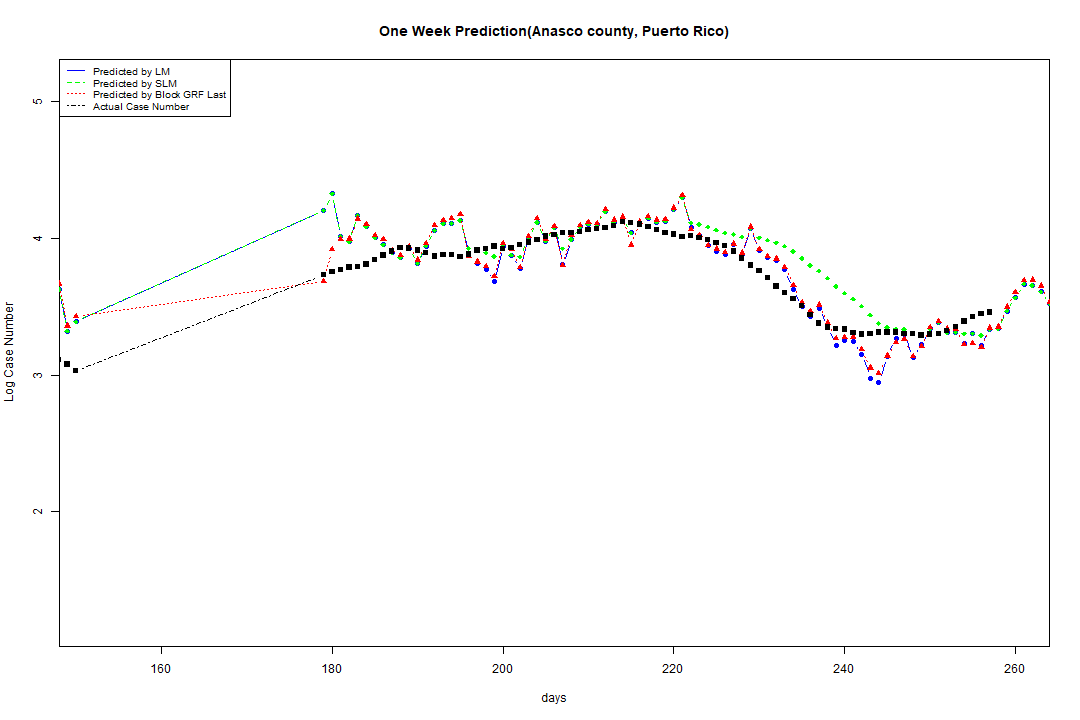 One Week Prediction(Anasco county, Puerto Rico)
Predicted by LM
Predicted by SLM
Predicted by Block GRF Last
Actual Case Number
5
4
3
2
Log Case Number
160 180 200 220 240 260
days